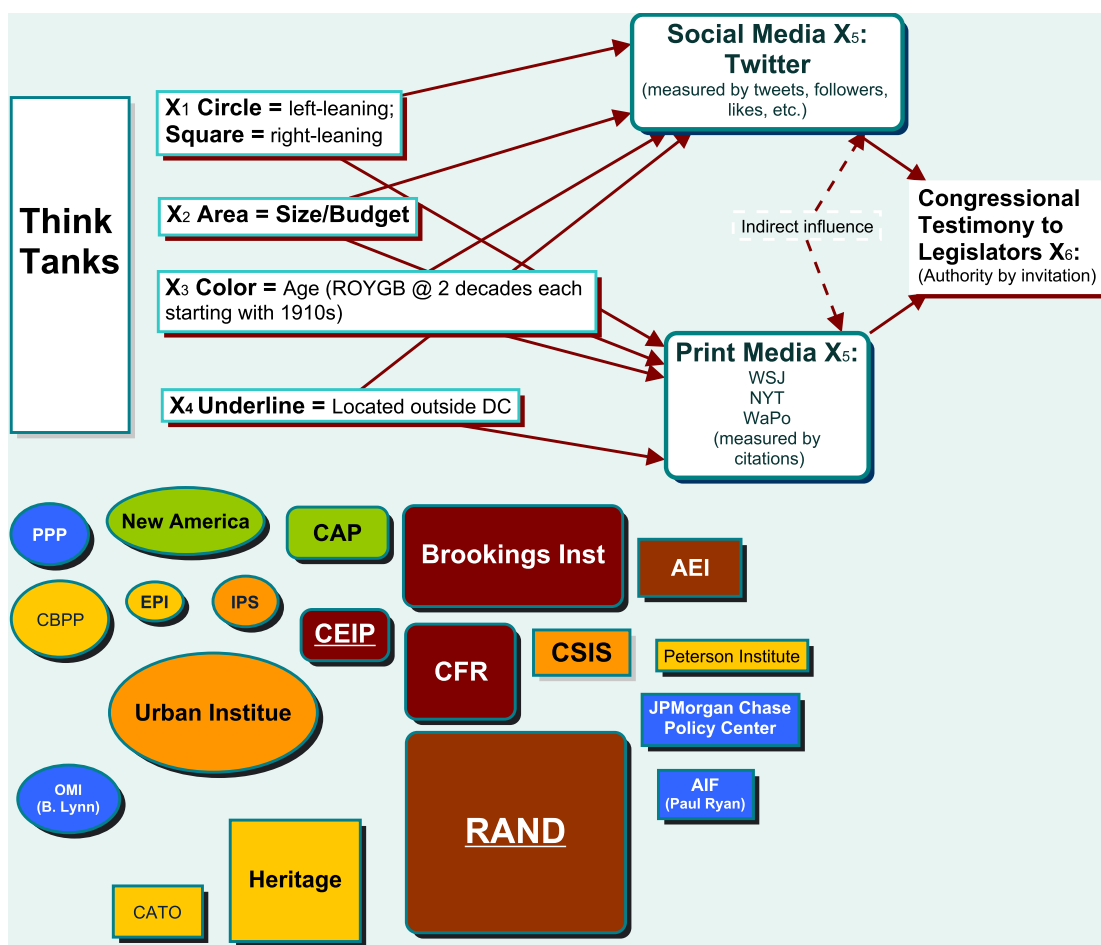 Think
Tanks
X1 Circle = left-leaning;
Square = right-leaning
X2 Area = Size/Budget
X3 Color = Age (ROYGB @ 2 decades each
starting with 1910s)
X4 Underline = Located outside DC
Social Media X5:
Twitter
(measured by tweets, followers,
likes, etc.)
Indirect influence
Congressional
Testimony to
Legislators X6:
(Authority by invitation)
Print Media X5:
WSJ
NYT
WaPo
(measured by
citations)
PPP
New America
CAP
Brookings Inst
AEI
CBPP
EPI
IPS
CEIP
CFR
CSIS
Peterson Institute
Urban Institue
JPMorgan Chase
Policy Center
OMI
(B. Lynn)
AIF
(Paul Ryan)
RAND
Heritage
CATO